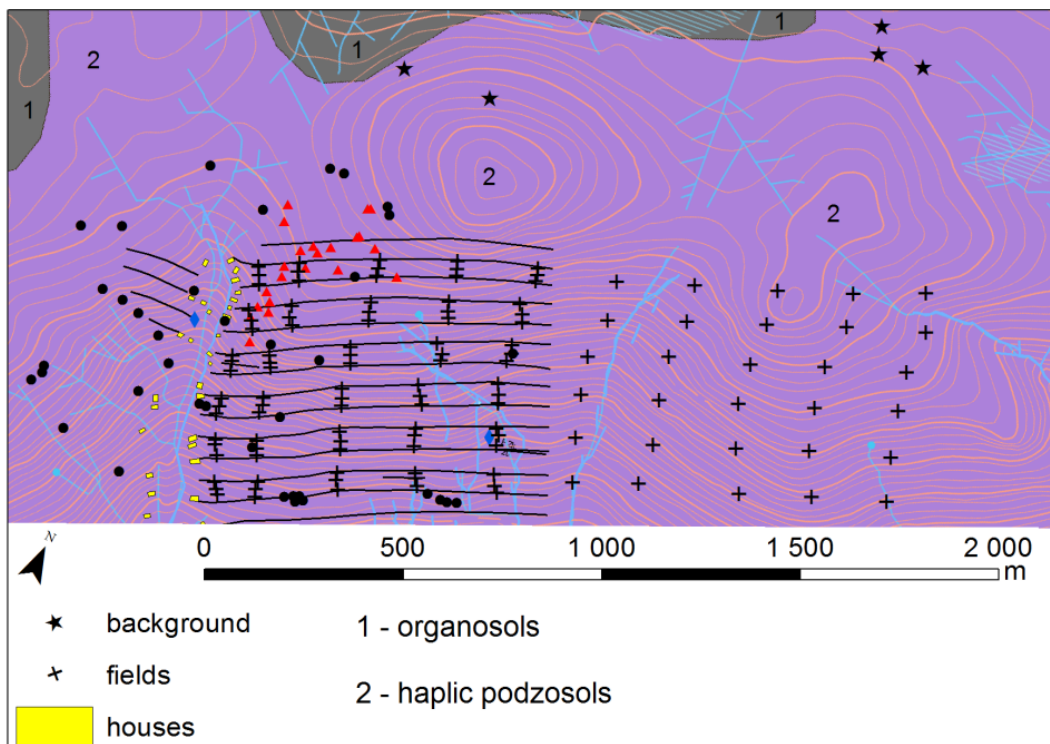 1
1
2
1
2
2
N
0 500 1 000 1 500 2 000
m
background
1 - organosols
fields
2 - haplic podzosols
houses